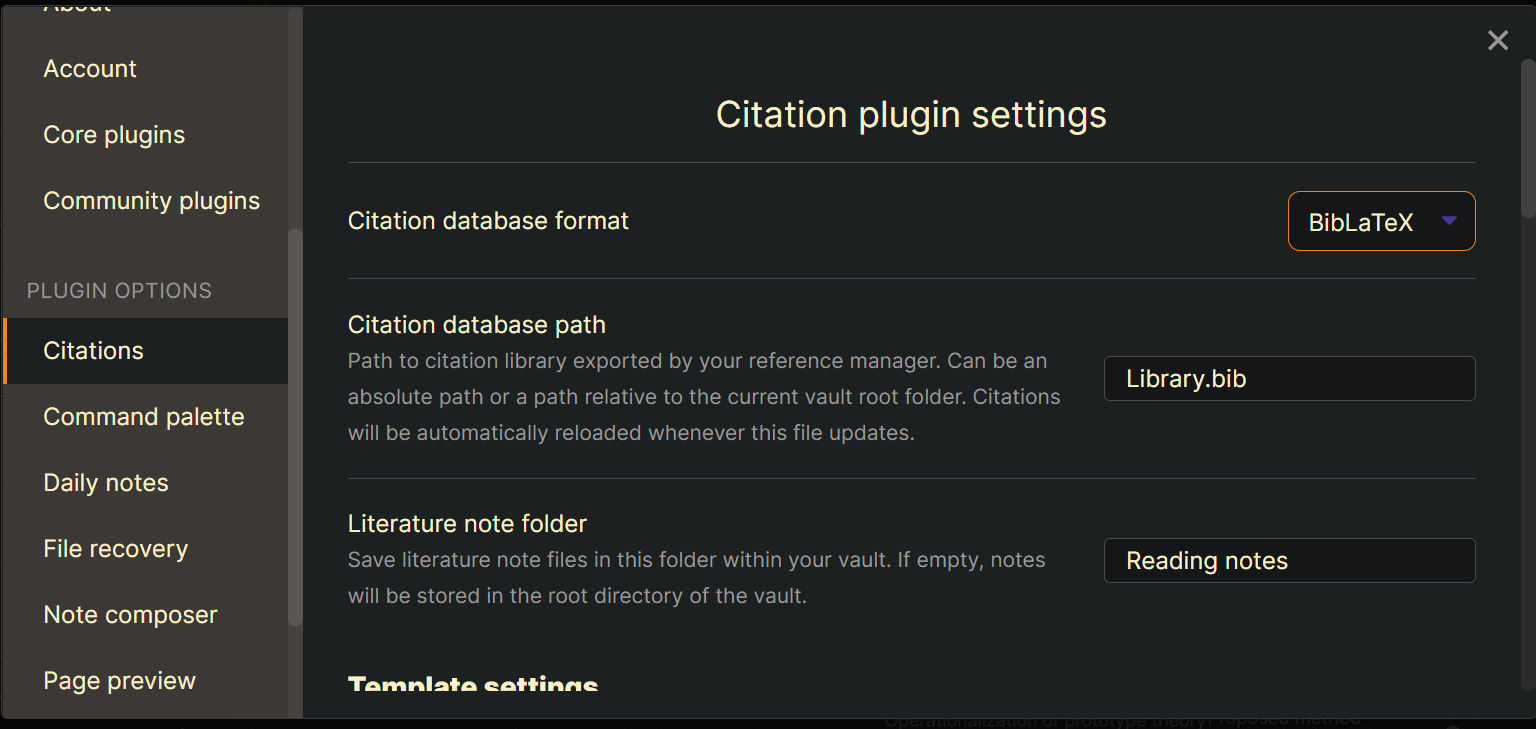 About
Account
Core plugins
Community plugins
PLUGIN OPTIONS
Citations
Command palette
Daily notes
File recovery
Note composer
Page preview
Citation plugin settings
Citation database format
BibLaTeX
Citation database path
Path to citation library exported by your reference manager. Can be an
absolute path or a path relative to the current vault root folder. Citations
will be automatically reloaded whenever this file updates.
Library.bib
Literature note folder
Save literature note files in this folder within your vault. If empty, notes
will be stored in the root directory of the vault.
Reading notes
Template settings
Operationalization of prototype theory Proposed method